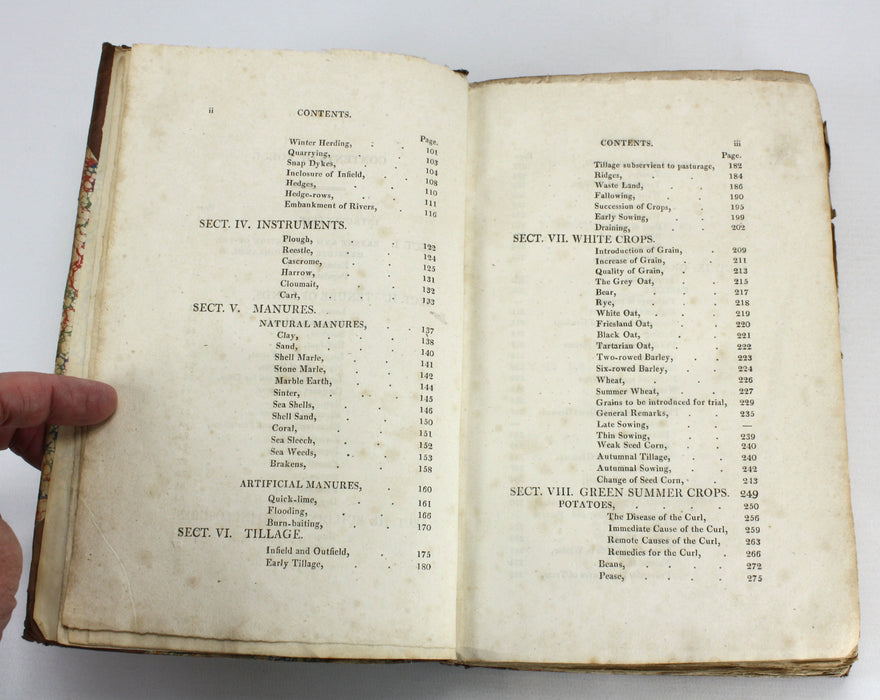 ii CONTENTS.
Page.
Winter Herding, . . 101
Quarrying, . . 103
Snap Dykes, . . 104
Inclosure of Infield, . . 108
Hedges, . . 110
Hedge-rows, . . 111
Embankment of Rivers, . 116
SECT. IV. INSTRUMENTS.
Plough, . . 122
Reestle, . . 124
Cascrome, . . 125
Harrow, . . 131
Cloumait, . . 132
Cart, . . 133
SECT. V. MANURES.
NATURAL MANURES, . 137
Clay, . . . 138
Sand, . . . 140
Shell Marle, . . 141
Stone Marle, . . 142
Marble Earth, . . 144
Sinter, . . 145
Sea Shells, . . 146
Shell Sand, . . 150
Coral, . . 151
Sea Sleech, . . 152
Sea Weeds, . . 153
Brakens, . . 158
ARTIFICIAL MANURES, . 160
Quick-lime, . . 161
Flooding, . . 166
Burn-baiting, . . 170
SECT. VI. TILLAGE.
Infield and Outfield, . 175
Early Tillage, . . 180
CONTENTS. iii
Page.
Tillage subservient to pasturage, 182
Ridges, . . 184
Waste Land, . . 186
Fallowing, . . 190
Succession of Crops, . 195
Early Sowing, . . 199
Draining, . . 202
SECT. VII. WHITE CROPS.
Introduction of Grain, . 209
Increase of Grain, . . 211
Quality of Grain, . . 213
The Grey Oat, . . 215
Bear, . . . 217
Rye, . . . 218
White Oat, . . 219
Friesland Oat, . . 220
Black Oat, . . 221
Tartarian Oat, . . 222
Two-rowed Barley, . . 223
Six-rowed Barley, . . 224
Wheat, . . 226
Summer Wheat, . . 227
Grains to be introduced for trial, 229
General Remarks, . . 235
Late Sowing, . . —
Thin Sowing, . . 239
Weak Seed Corn, . . 240
Autumnal Tillage, . . 240
Autumnal Sowing, . . 242
Change of Seed Corn, . 243
SECT. VIII. GREEN SUMMER CROPS. 249
POTATOES, . . . . 250
The Disease of the Curl, . 256
Immediate Cause of the Curl, 259
Remote Causes of the Curl, 263
Remedies for the Curl, . 266
Beans, . . . . 272
Pease, . . . . 275